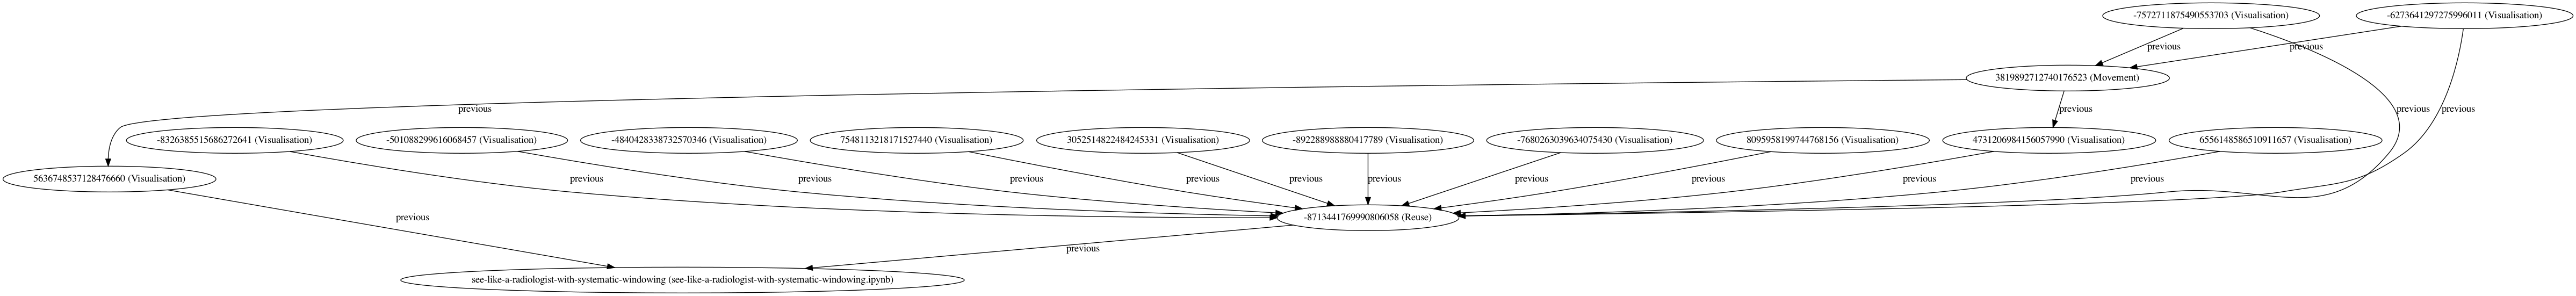 -7572711875490553703 (Visualisation)
-6273641297275996011 (Visualisation)
previous
previous
3819892712740176523 (Movement)
previous
previous
previous
previous
-8326385515686272641 (Visualisation)
-501088299616068457 (Visualisation)
-4840428338732570346 (Visualisation)
7548113218171527440 (Visualisation)
3052514822484245331 (Visualisation)
-892288988880417789 (Visualisation)
-7680263039634075430 (Visualisation)
8095958199744768156 (Visualisation)
4731206984156057990 (Visualisation)
6556148586510911657 (Visualisation)
5636748537128476660 (Visualisation)
previous
previous
previous
previous
previous
previous
previous
previous
previous
previous
previous
-8713441769990806058 (Reuse)
previous
see-like-a-radiologist-with-systematic-windowing (see-like-a-radiologist-with-systematic-windowing.ipynb)